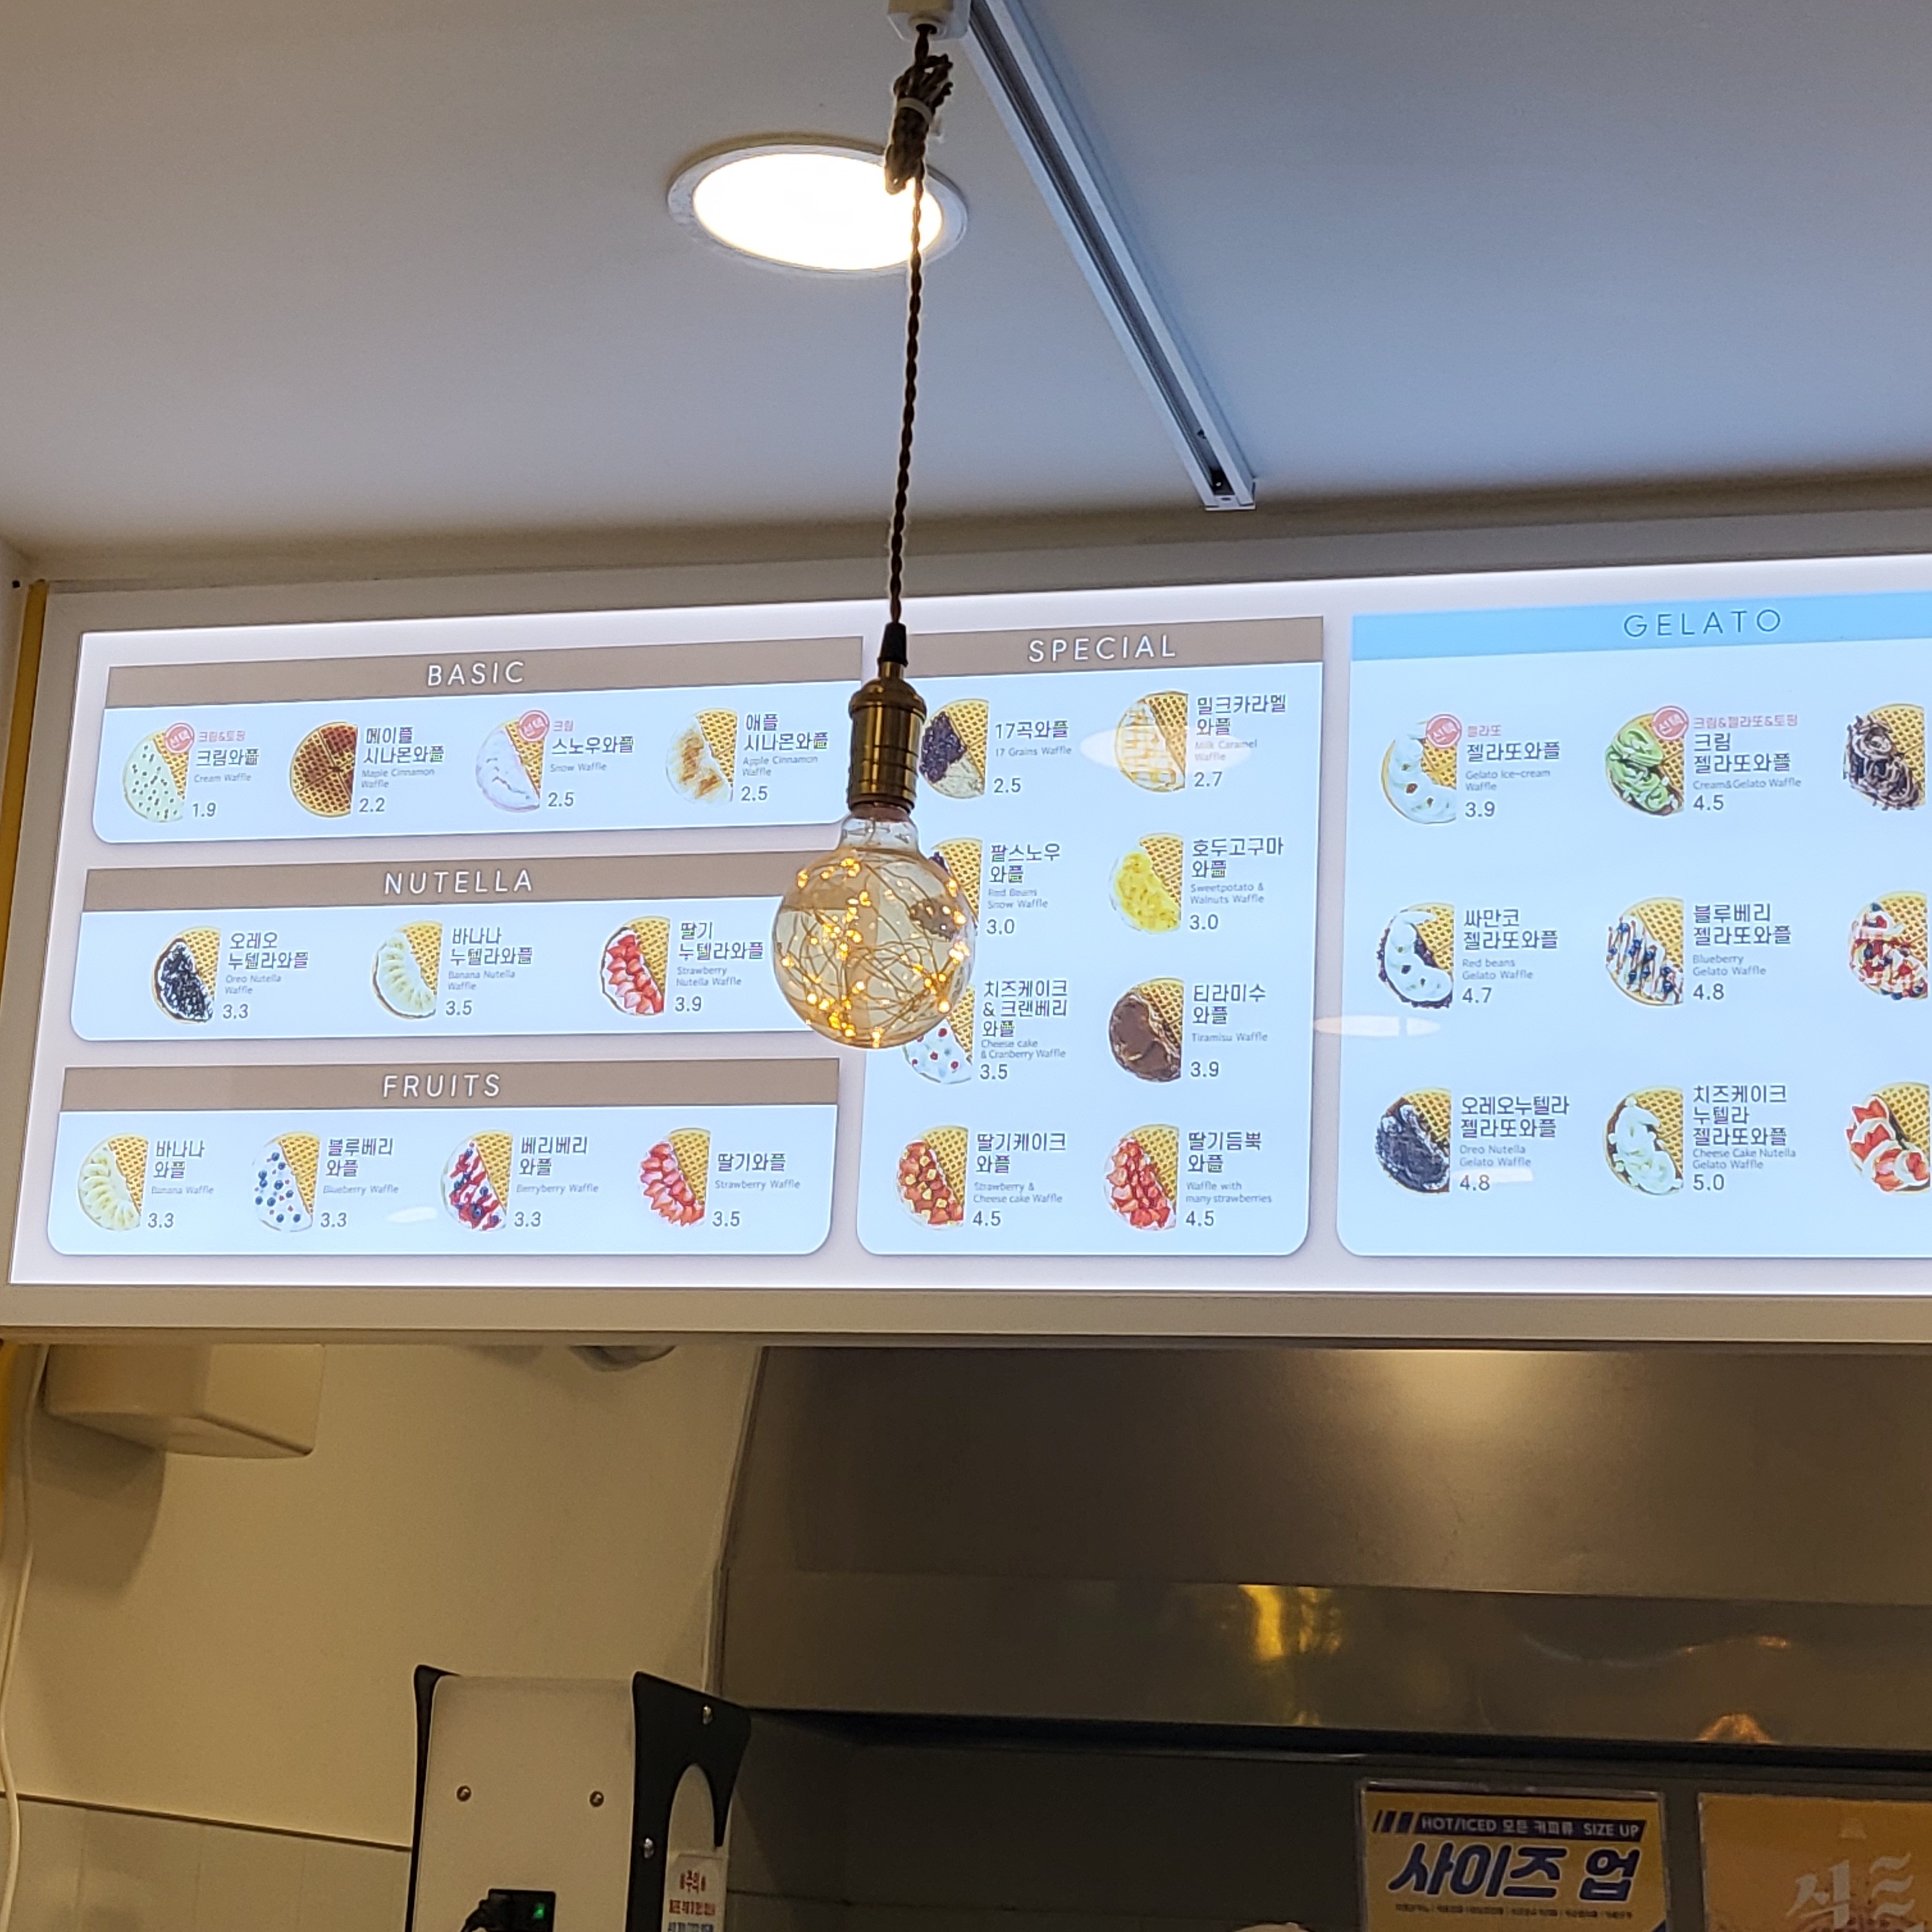 BASIC
선택
크림&토핑
크림와플
Cream Waffle
1.9
메이플
시나몬와플
Maple Cinnamon
Waffle
2.2
선택
크림
스노우와플
Snow Waffle
2.5
애플
시나몬와플
Apple Cinnamon
Waffle
2.5
NUTELLA
오레오
누텔라와플
Oreo Nutella
Waffle
3.3
바나나
누텔라와플
Banana Nutella
Waffle
3.5
딸기
누텔라와플
Strawberry
Nutella Waffle
3.9
FRUITS
바나나
와플
Banana Waffle
3.3
블루베리
와플
Blueberry Waffle
3.3
베리베리
와플
Berryberry Waffle
3.3
딸기와플
Strawberry Waffle
3.5
SPECIAL
17곡와플
17 Grains Waffle
2.5
밀크카라멜
와플
Milk Caramel
Waffle
2.7
팥스노우
와플
Red Beans
Snow Waffle
3.0
호두고구마
와플
Sweetpotato &
Walnuts Waffle
3.0
치즈케이크
& 크랜베리
와플
Cheese cake
& Cranberry Waffle
3.5
티라미수
와플
Tiramisu Waffle
3.9
딸기케이크
와플
Strawberry &
Cheese cake Waffle
4.5
딸기듬뿍
와플
Waffle with
many strawberries
4.5
GELATO
선택
젤라또
젤라또와플
Gelato Ice-cream
Waffle
3.9
선택
크림&젤라또&토핑
크림
젤라또와플
Cream&Gelato Waffle
4.5
싸만코
젤라또와플
Red beans
Gelato Waffle
4.7
블루베리
젤라또와플
Blueberry
Gelato Waffle
4.8
오레오누텔라
젤라또와플
Oreo Nutella
Gelato Waffle
4.8
치즈케이크
누텔라
젤라또와플
Cheese Cake Nutella
Gelato Waffle
5.0
HOT/ICED 모든 커피류 SIZE UP
사이즈 업
주의